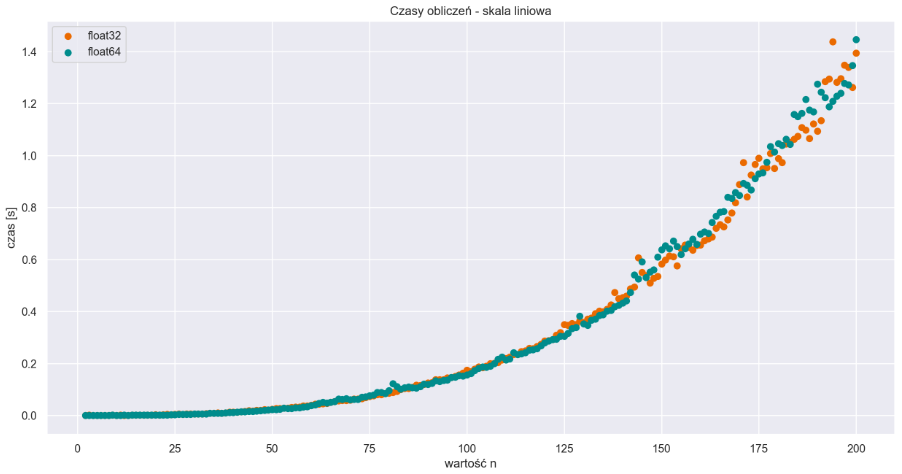 Czasy obliczeń - skala liniowa
float32
float64
1.4
1.2
1.0
0.8
0.6
0.4
0.2
0.0
czas [s]
0 25 50 75 100 125 150 175 200
wartość n